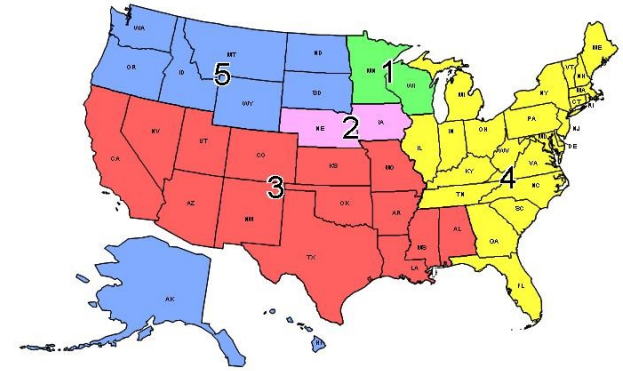 WA
MT
ND
MN
1
WI
OR
ID
5
SD
WY
MI
NY
VT
NH
ME
MA
CT
RI
NE
2
IA
PA
NJ
IL
IN
OH
DE
NV
UT
CO
KS
MO
KY
WV
VA
CA
3
4
NC
TN
AZ
NM
OK
AR
SC
MS
AL
GA
TX
LA
FL
AK
HI